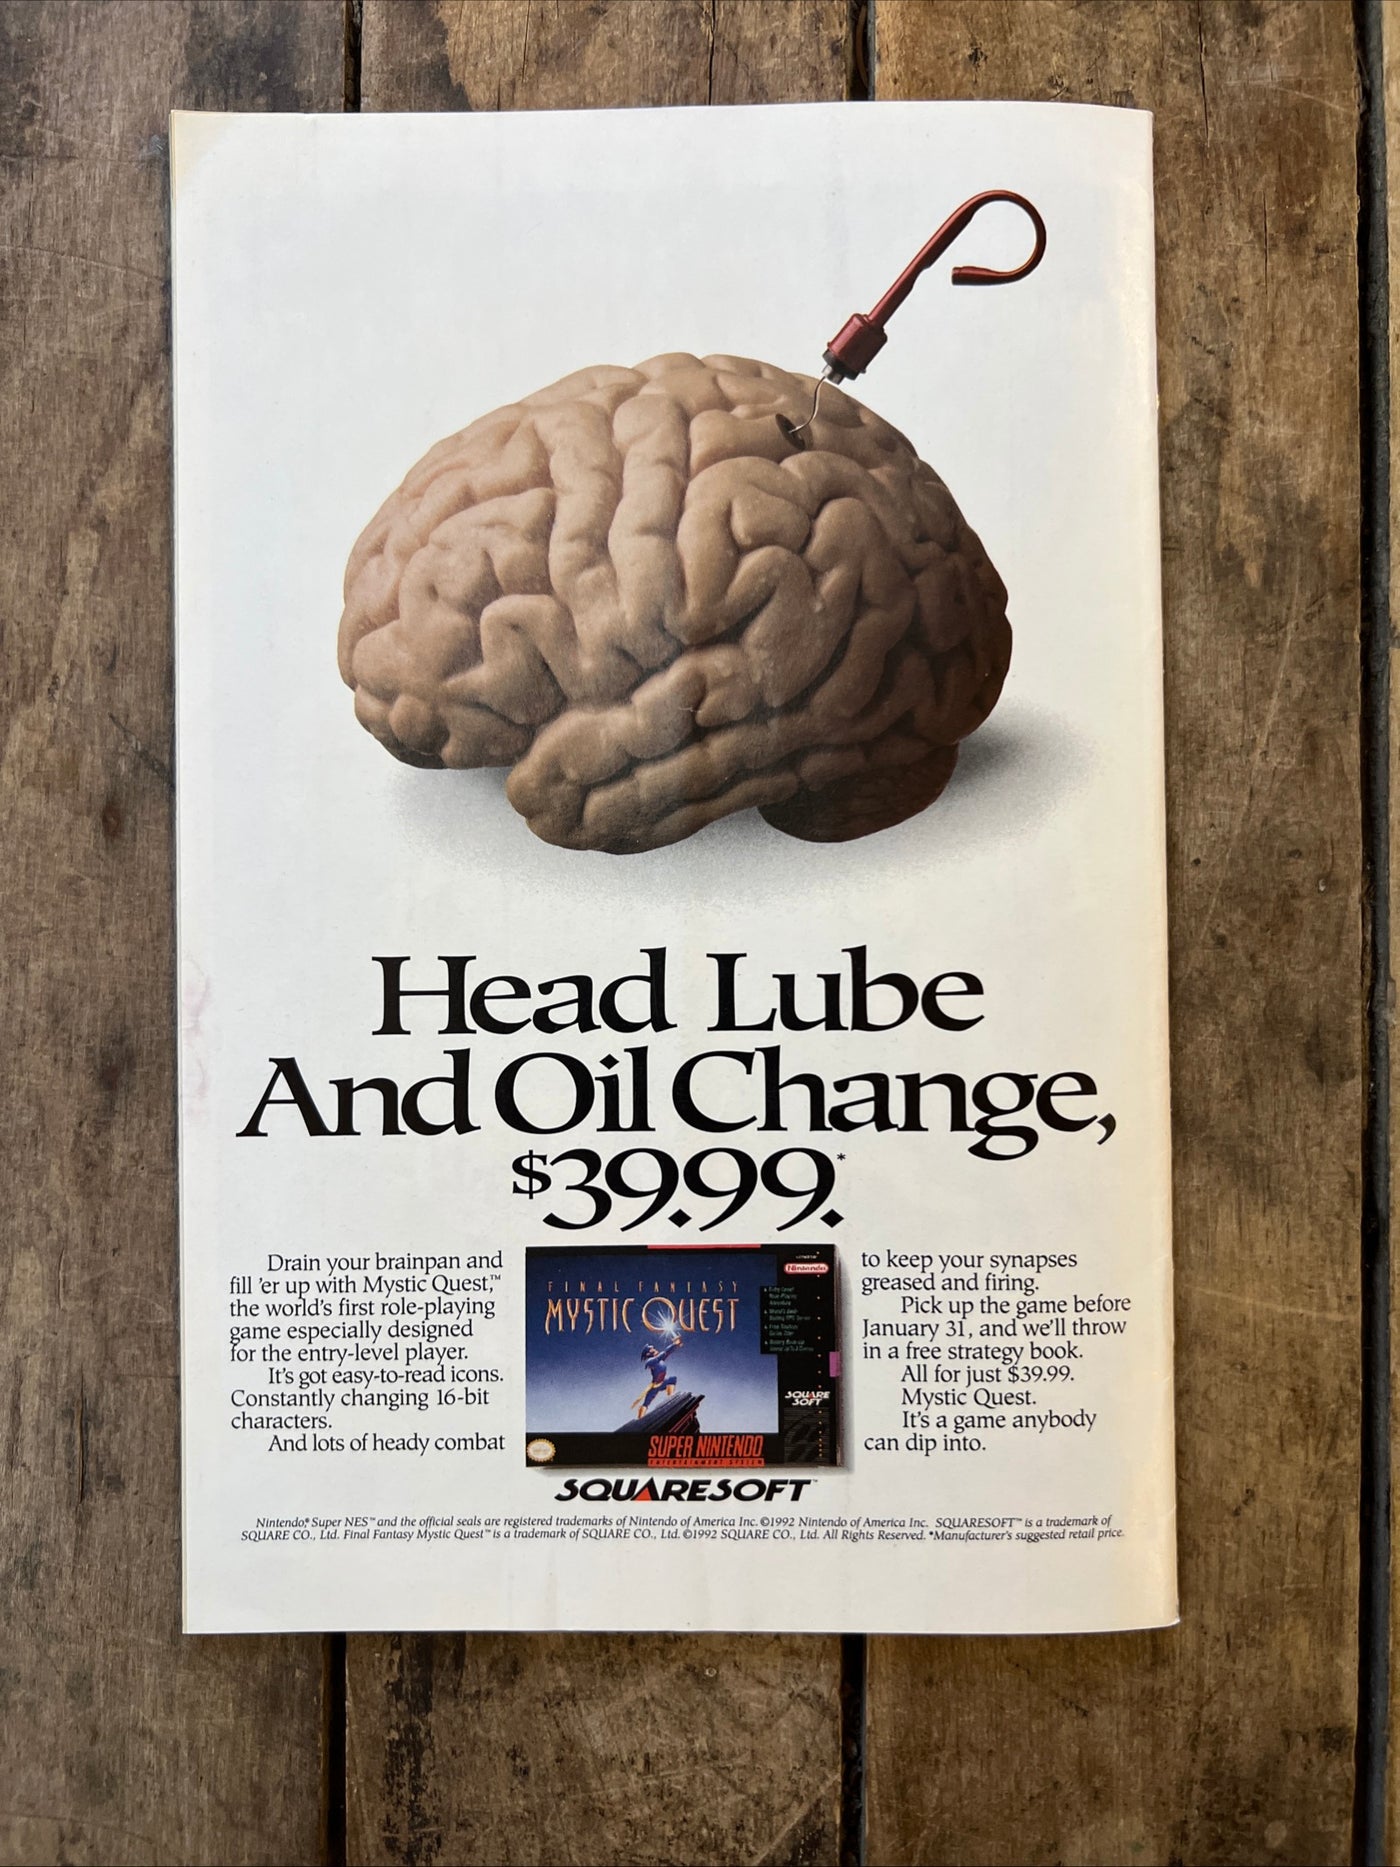 Head Lube
And Oil Change,
$39.99.*
Drain your brainpan and
fill 'er up with Mystic Quest,™
the world's first role-playing
game especially designed
for the entry-level player.
It's got easy-to-read icons.
Constantly changing 16-bit
characters.
And lots of heady combat
FINAL FANTASY
MYSTIC QUEST
Nintendo
SQUARE
SOFT
SUPER NINTENDO
ENTERTAINMENT SYSTEM
to keep your synapses
greased and firing.
Pick up the game before
January 31, and we'll throw
in a free strategy book.
All for just $39.99.
Mystic Quest.
It's a game anybody
can dip into.
SQUARESOFT™
Nintendo,® Super NES™ and the official seals are registered trademarks of Nintendo of America Inc. ©1992 Nintendo of America Inc. SQUARESOFT™ is a trademark of
SQUARE CO., Ltd. Final Fantasy Mystic Quest™ is a trademark of SQUARE CO., Ltd. ©1992 SQUARE CO., Ltd. All Rights Reserved. *Manufacturer's suggested retail price.